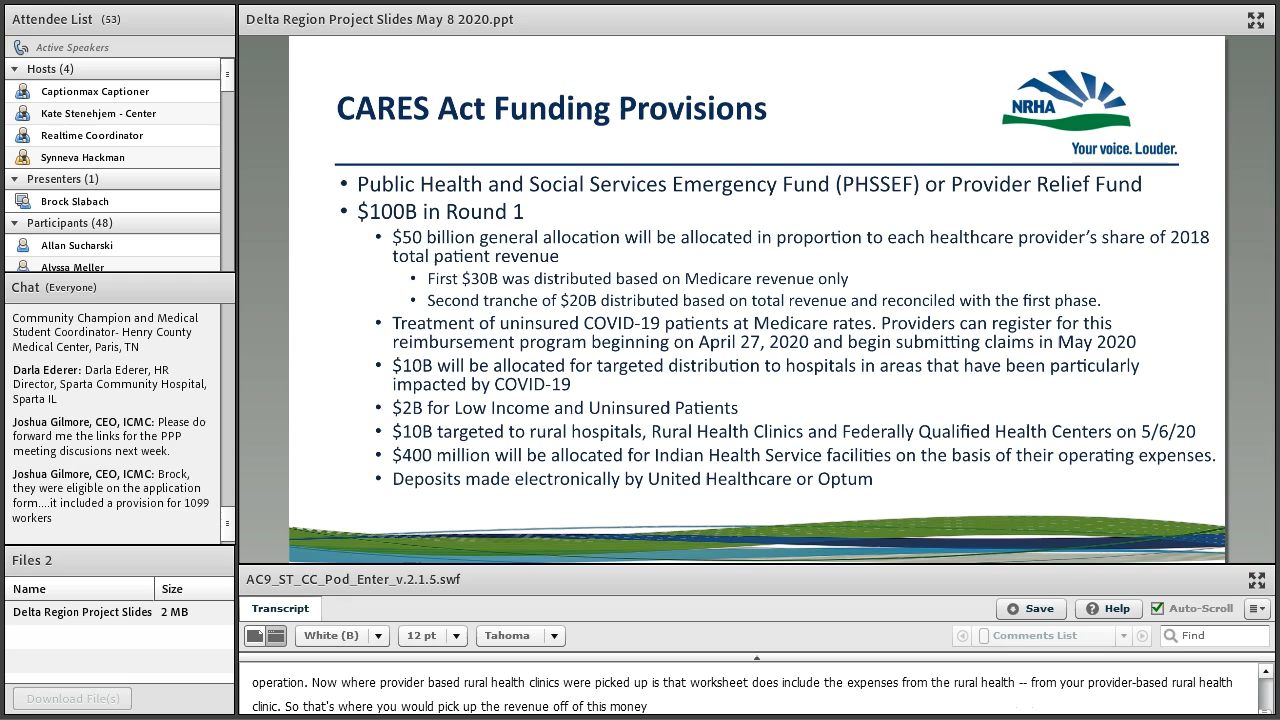 Attendee List (53)
Active Speakers
Hosts (4)
Captionmax Captioner
Kate Stenehjem - Center
Realtime Coordinator
Synneva Hackman
Presenters (1)
Brock Slabach
Participants (48)
Allan Sucharski
Alyssa Meller
Chat (Everyone)
Community Champion and Medical
Student Coordinator- Henry County
Medical Center, Paris, TN
Darla Ederer: Darla Ederer, HR
Director, Sparta Community Hospital,
Sparta IL
Joshua Gilmore, CEO, ICMC: Please do
forward me the links for the PPP
meeting discusions next week.
Joshua Gilmore, CEO, ICMC: Brock,
they were eligible on the application
form....it included a provision for 1099
workers
Files 2
Name Size
Delta Region Project Slides 2 MB
Download File(s)
Delta Region Project Slides May 8 2020.ppt
CARES Act Funding Provisions
NRHA
Your voice. Louder.
• Public Health and Social Services Emergency Fund (PHSSEF) or Provider Relief Fund
• $100B in Round 1
• $50 billion general allocation will be allocated in proportion to each healthcare provider’s share of 2018
total patient revenue
• First $30B was distributed based on Medicare revenue only
• Second tranche of $20B distributed based on total revenue and reconciled with the first phase.
• Treatment of uninsured COVID-19 patients at Medicare rates. Providers can register for this
reimbursement program beginning on April 27, 2020 and begin submitting claims in May 2020
• $10B will be allocated for targeted distribution to hospitals in areas that have been particularly
impacted by COVID-19
• $2B for Low Income and Uninsured Patients
• $10B targeted to rural hospitals, Rural Health Clinics and Federally Qualified Health Centers on 5/6/20
• $400 million will be allocated for Indian Health Service facilities on the basis of their operating expenses.
• Deposits made electronically by United Healthcare or Optum
AC9_ST_CC_Pod_Enter_v.2.1.5.swf
Transcript
Save
Help
Auto-Scroll
White (B)
12 pt
Tahoma
Comments List
Find
operation. Now where provider based rural health clinics were picked up is that worksheet does include the expenses from the rural health -- from your provider-based rural health
clinic. So that's where you would pick up the revenue off of this money